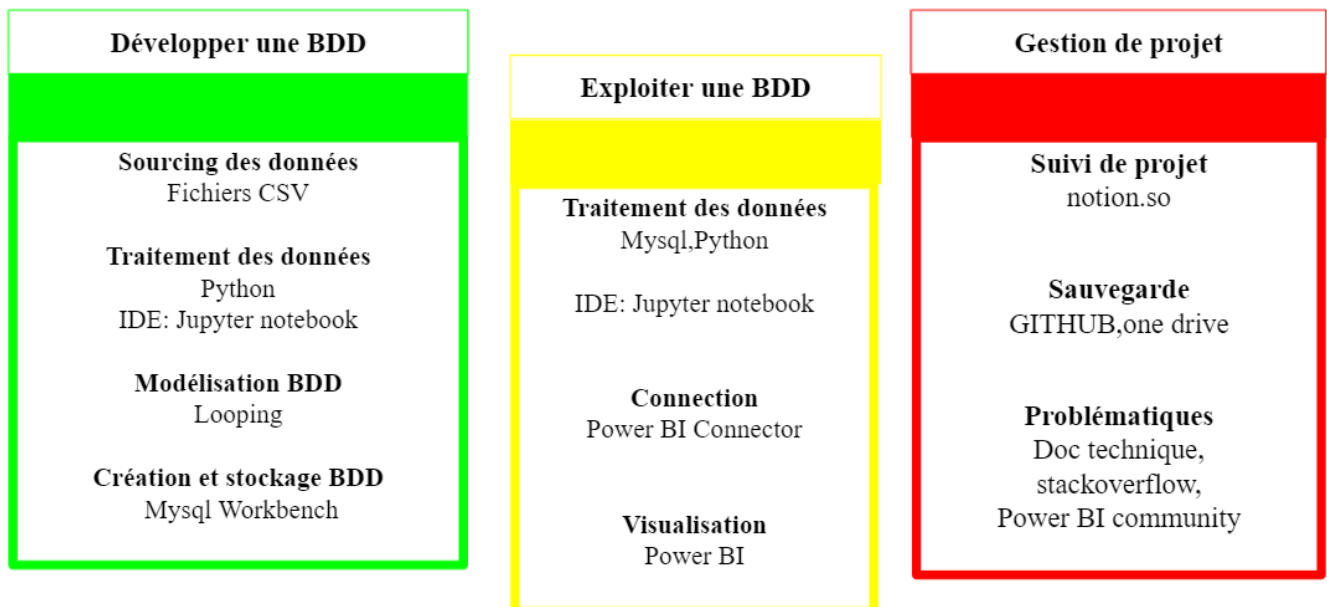 Développer une BDD
Sourcing des données
Fichiers CSV
Traitement des données
Python
IDE: Jupyter notebook
Modélisation BDD
Looping
Création et stockage BDD
Mysql Workbench
Exploiter une BDD
Traitement des données
Mysql,Python
IDE: Jupyter notebook
Connection
Power BI Connector
Visualisation
Power BI
Gestion de projet
Suivi de projet
notion.so
Sauvegarde
GITHUB,one drive
Problématiques
Doc technique,
stackoverflow,
Power BI community